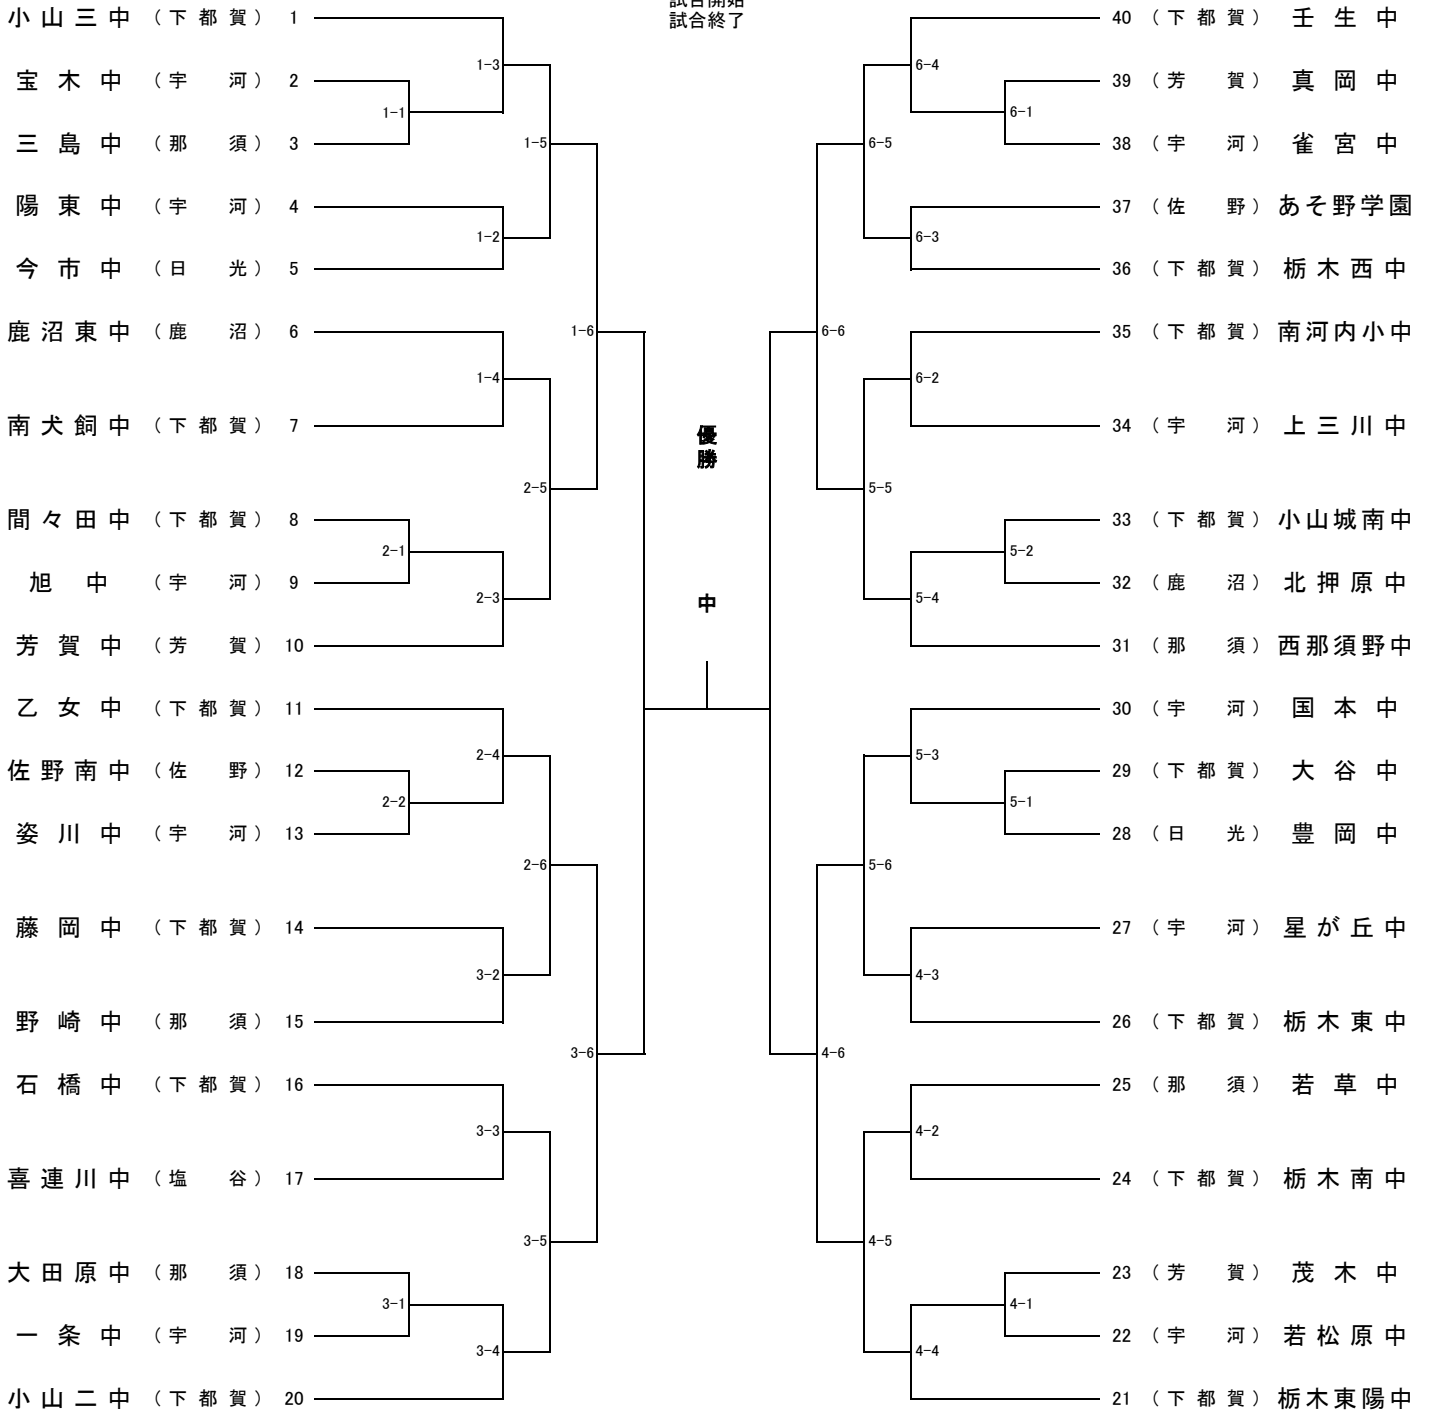 試合開始
試合終了
小山三中 （下都賀） 1
1-3
宝木中 （宇河） 2
1-1
三島中 （那須） 3
1-5
陽東中 （宇河） 4
1-2
今市中 （日光） 5
鹿沼東中 （鹿沼） 6
1-6
1-4
南犬飼中 （下都賀） 7
2-5
間々田中 （下都賀） 8
2-1
旭中 （宇河） 9
2-3
芳賀中 （芳賀） 10
乙女中 （下都賀） 11
2-4
佐野南中 （佐野） 12
2-2
姿川中 （宇河） 13
2-6
藤岡中 （下都賀） 14
3-2
野崎中 （那須） 15
3-6
石橋中 （下都賀） 16
3-3
喜連川中 （塩谷） 17
3-5
大田原中 （那須） 18
3-1
一条中 （宇河） 19
3-4
小山二中 （下都賀） 20
優勝
中
40 （下都賀） 壬生中
6-4
39 （芳賀） 真岡中
6-1
38 （宇河） 雀宮中
6-5
37 （佐野） あそ野学園
6-3
36 （下都賀） 栃木西中
35 （下都賀） 南河内小中
6-6
6-2
34 （宇河） 上三川中
5-5
33 （下都賀） 小山城南中
5-2
32 （鹿沼） 北押原中
5-4
31 （那須） 西那須野中
30 （宇河） 国本中
5-3
29 （下都賀） 大谷中
5-1
28 （日光） 豊岡中
5-6
27 （宇河） 星が丘中
4-3
26 （下都賀） 栃木東中
4-6
25 （那須） 若草中
4-2
24 （下都賀） 栃木南中
4-5
23 （芳賀） 茂木中
4-1
22 （宇河） 若松原中
4-4
21 （下都賀） 栃木東陽中